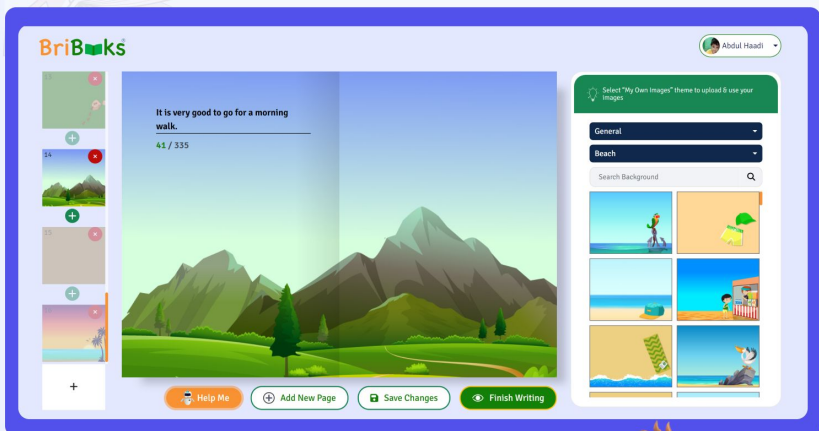 BriBooks
Abdul Haadi
13
14
15
It is very good to go for a morning
walk.
41 / 335
Select "My Own Images" theme to upload & use your
images
General
Beach
Search Background
+
Help Me
Add New Page
Save Changes
Finish Writing